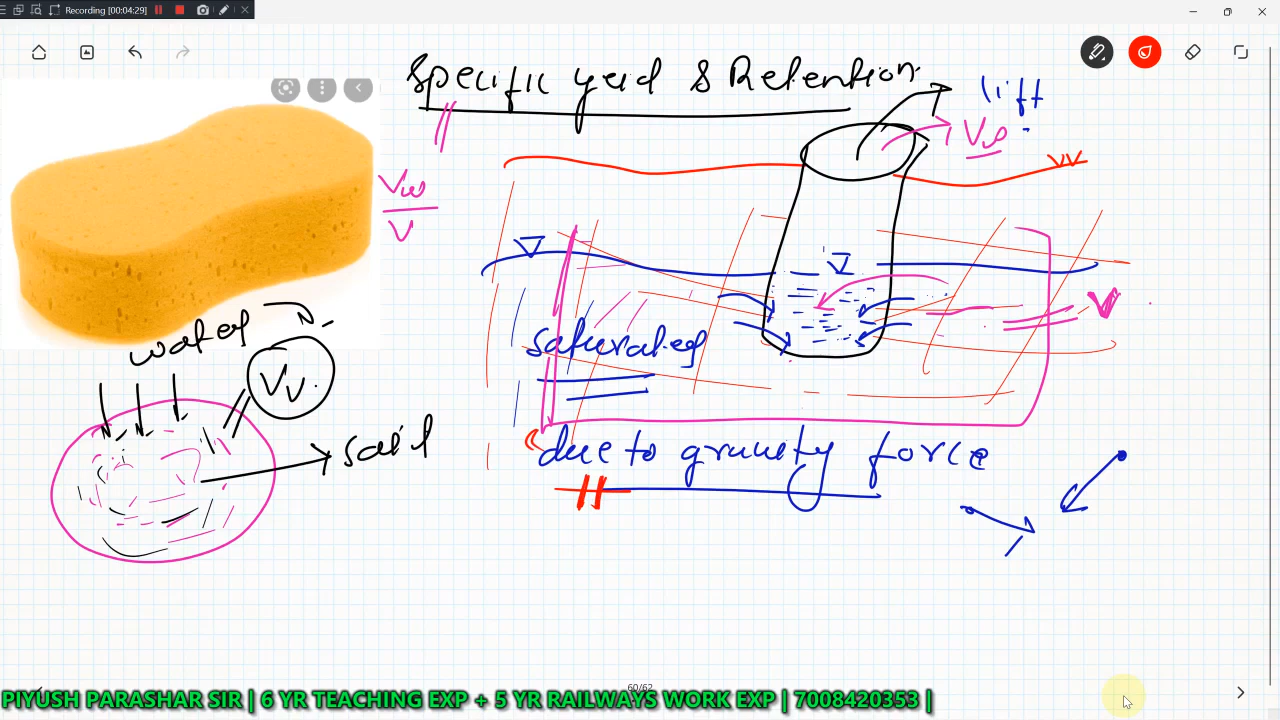 Recording [00:04:29]
Specific yeid & Retention
lift
Vw
Vw
V
V
water
Vv.
saturated
soil
due to gravity force
60/62
PIYUSH PARASHAR SIR | 6 YR TEACHING EXP + 5 YR RAILWAYS WORK EXP | 7008420353 |